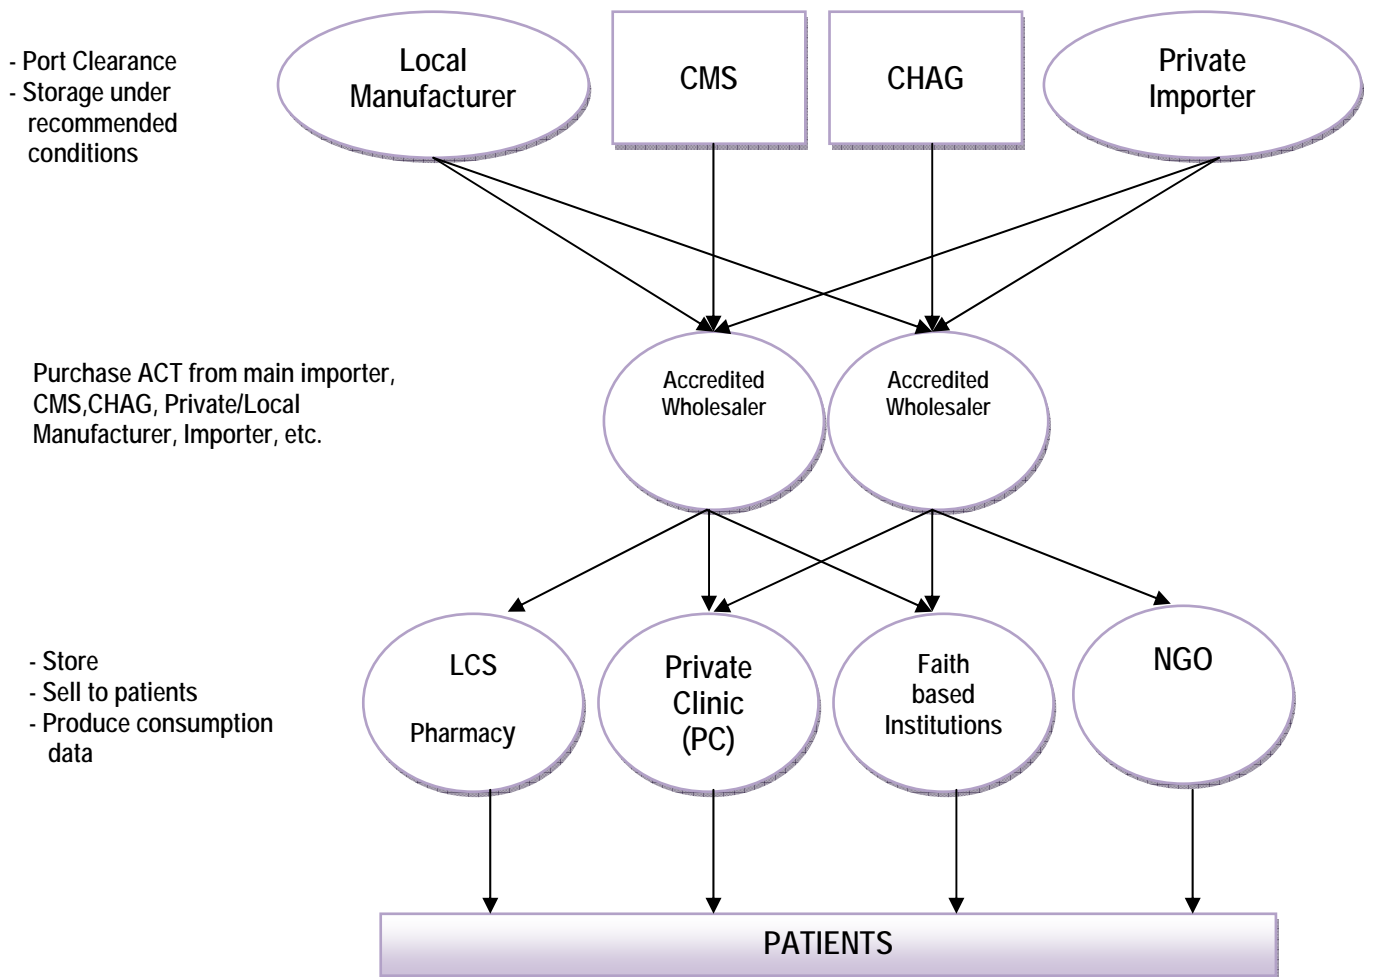 - Port Clearance
- Storage under
recommended
conditions
Local
Manufacturer
CMS
CHAG
Private
Importer
Purchase ACT from main importer,
CMS,CHAG, Private/Local
Manufacturer, Importer, etc.
Accredited
Wholesaler
Accredited
Wholesaler
- Store
- Sell to patients
- Produce consumption
data
LCS
Pharmacy
Private
Clinic
(PC)
Faith
based
Institutions
NGO
PATIENTS